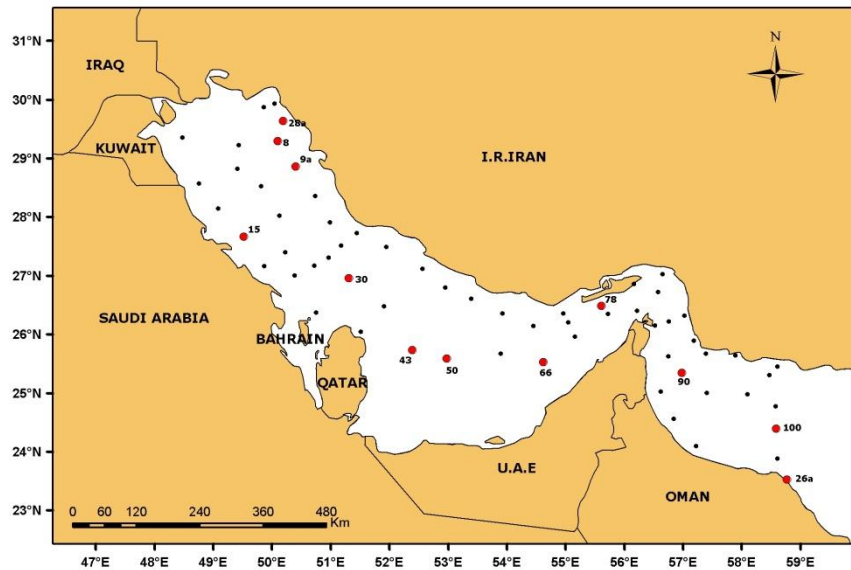 N
31°N
IRAQ
30°N
28a
KUWAIT
8
29°N
9a
I.R.IRAN
28°N
15
27°N
30
78
SAUDI ARABIA
26°N
BAHRAIN
43
50
66
90
QATAR
25°N
100
24°N
U.A.E
26a
OMAN
23°N
0 60 120 240 360 480
Km
47°E 48°E 49°E 50°E 51°E 52°E 53°E 54°E 55°E 56°E 57°E 58°E 59°E